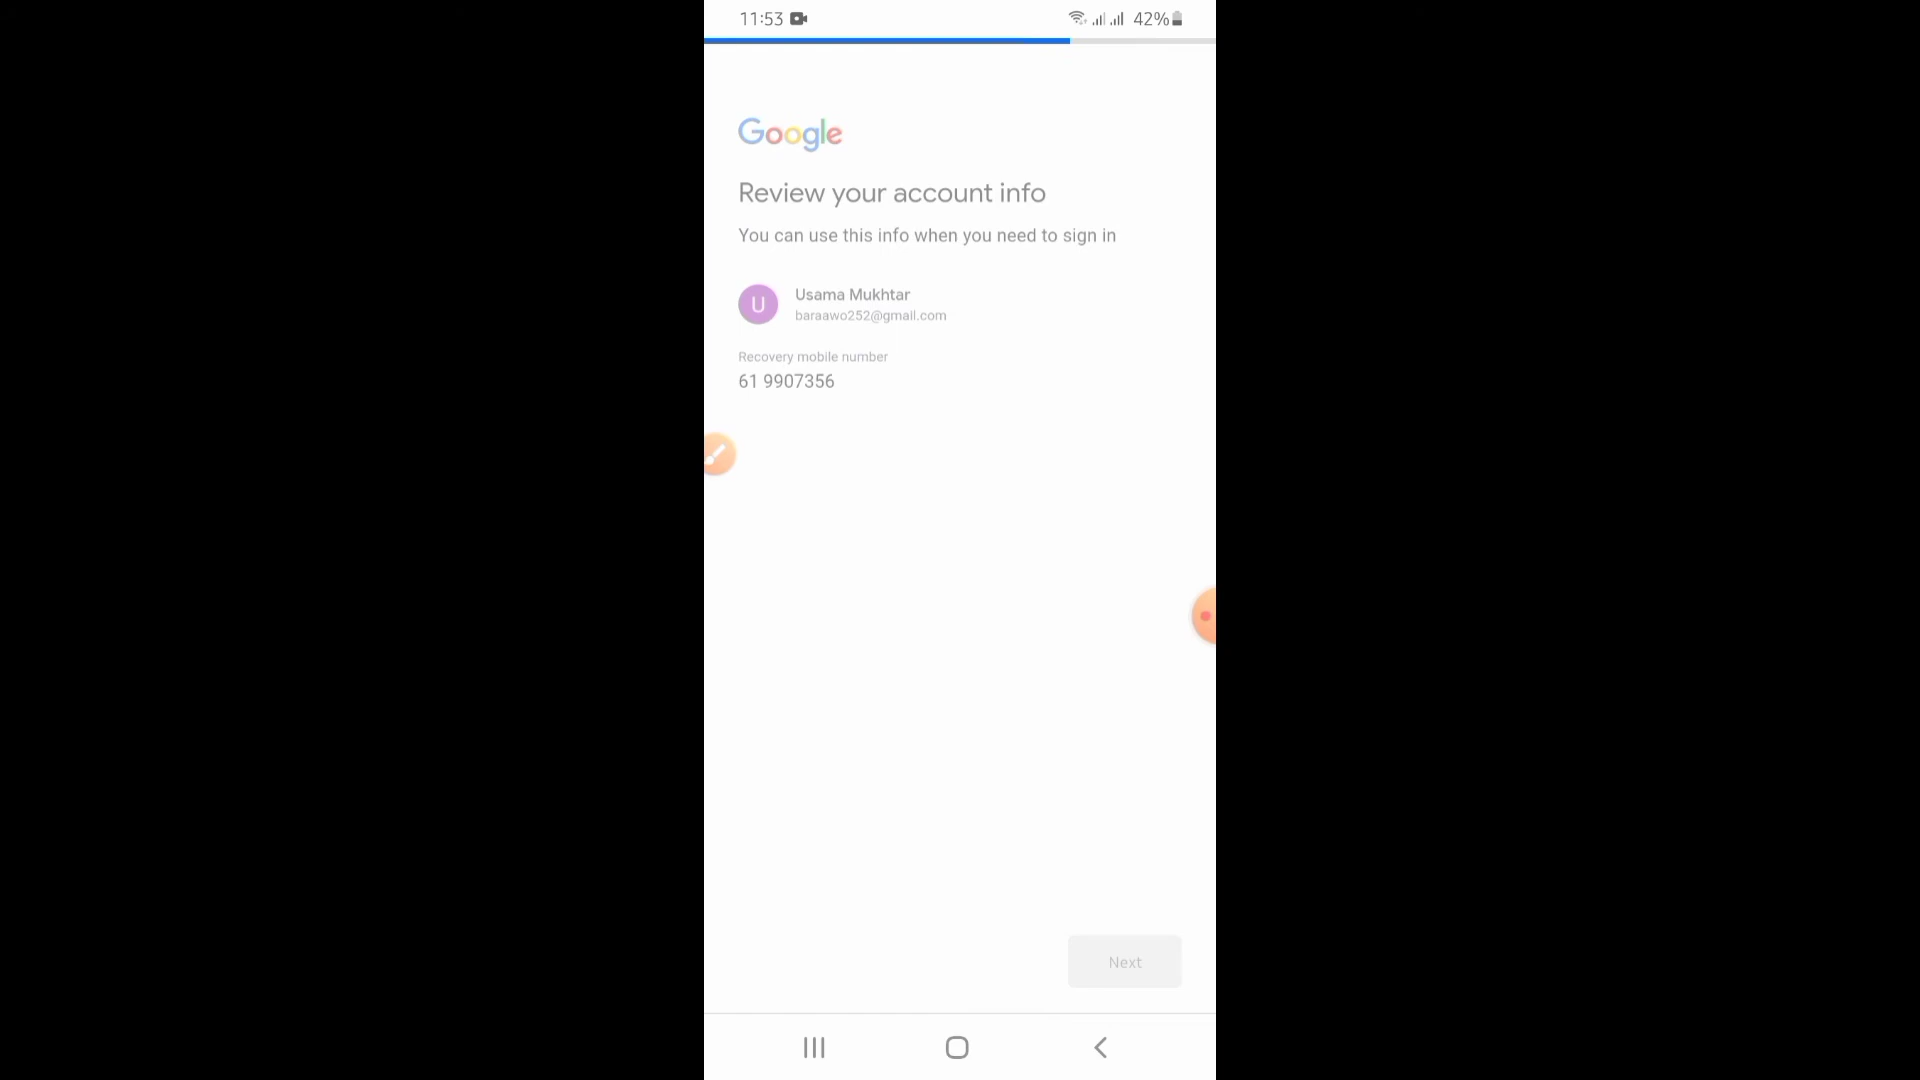 11:53 42%
Google
Review your account info
You can use this info when you need to sign in
U
Usama Mukhtar
baraawo252@gmail.com
Recovery mobile number
61 9907356
Next